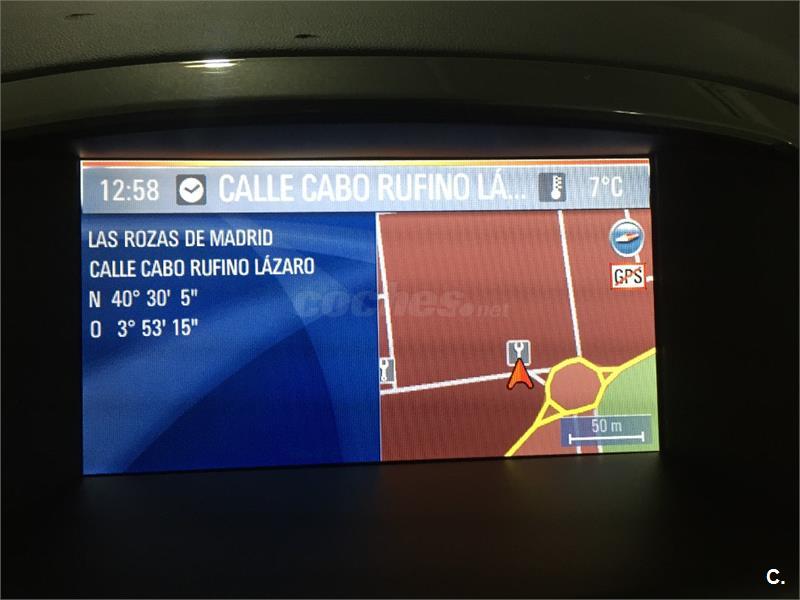 12:58 CALLE CABO RUFINO LÁ... 7°C
LAS ROZAS DE MADRID
CALLE CABO RUFINO LÁZARO
N 40° 30' 5"
O 3° 53' 15"
GPS
coches.net
50 m
C.